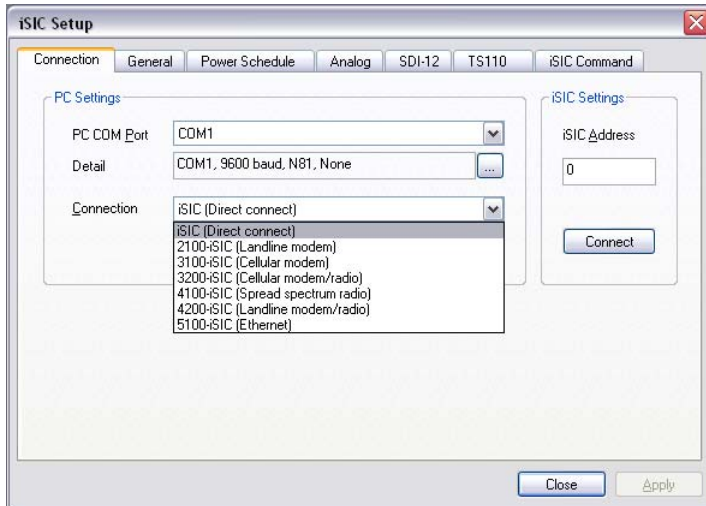 iSIC Setup
Connection General Power Schedule Analog SDI-12 TS110 iSIC Command
PC Settings
PC COM Port COM1
Detail COM1, 9600 baud, N81, None ...
Connection iSIC (Direct connect)
iSIC (Direct connect)
2100-iSIC (Landline modem)
3100-iSIC (Cellular modem)
3200-iSIC (Cellular modem/radio)
4100-iSIC (Spread spectrum radio)
4200-iSIC (Landline modem/radio)
5100-iSIC (Ethernet)
iSIC Settings
iSIC Address
0
Connect
Close Apply